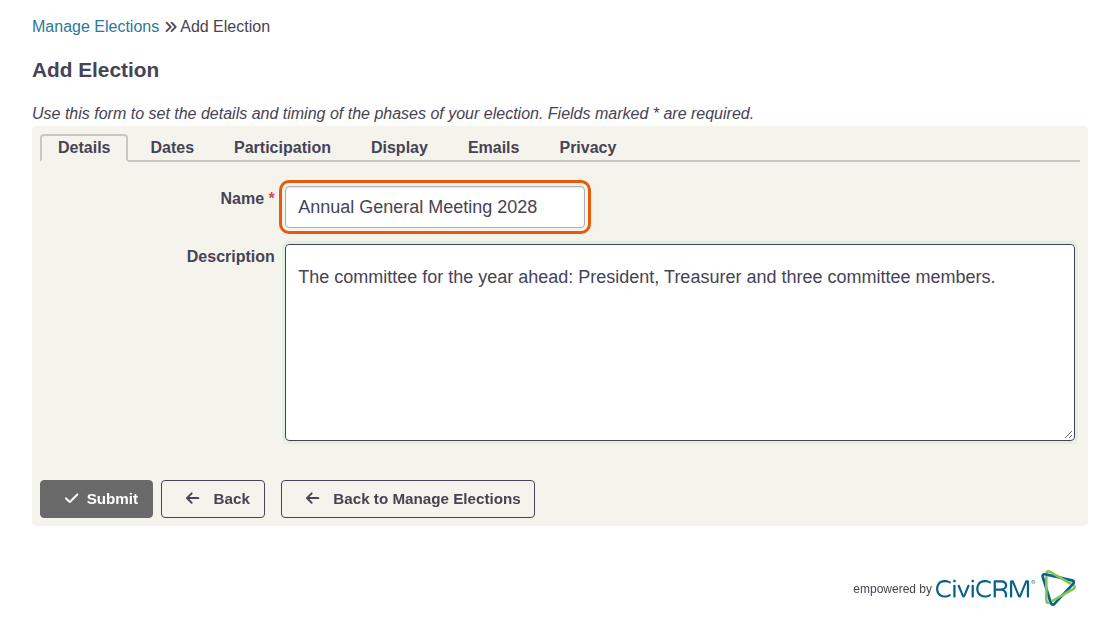 Manage Elections » Add Election
Add Election
Use this form to set the details and timing of the phases of your election. Fields marked * are required.
Details Dates Participation Display Emails Privacy
Name * Annual General Meeting 2028
Description
The committee for the year ahead: President, Treasurer and three committee members.
Submit Back Back to Manage Elections
empowered by CiviCRM®